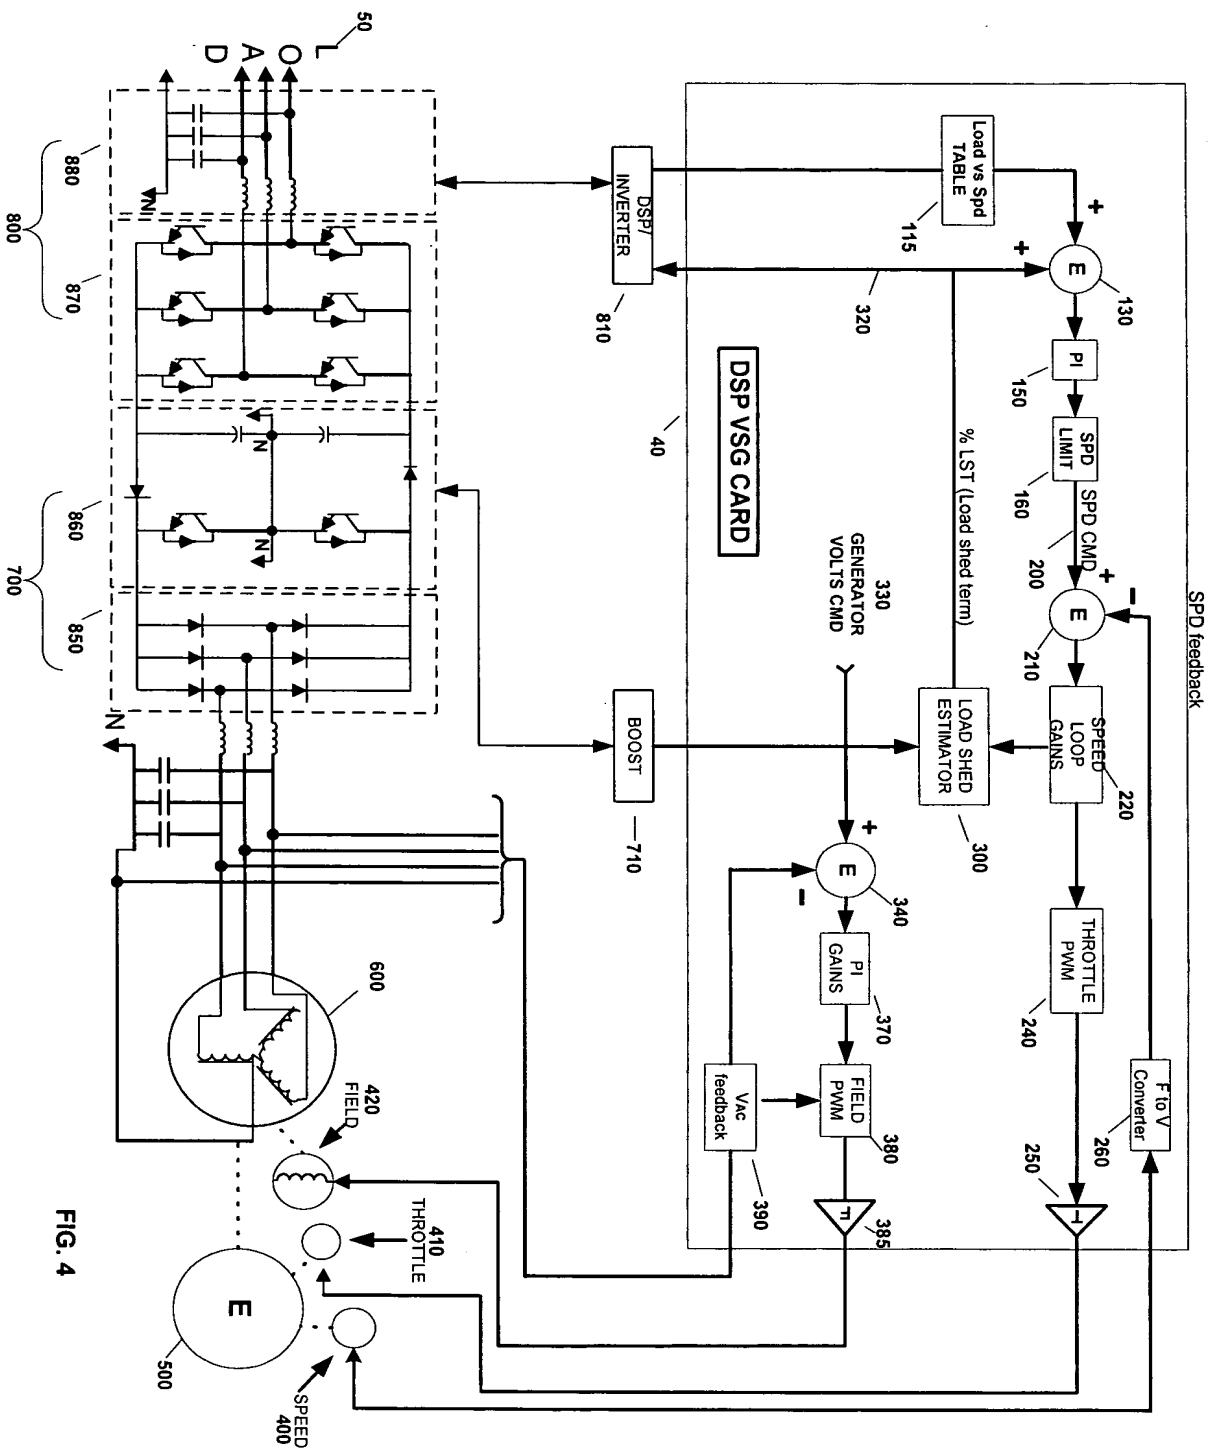 SPD feedback
Load vs Spd
TABLE
115
+
+
E
130
PI
150
SPD
LIMIT
160
SPD CMD
200
+
−
E
210
SPEED
LOOP
GAINS
220
THROTTLE
PWM
240
T
250
F to V
Converter
260
320
% LST (Load shed term)
LOAD SHED
ESTIMATOR
300
330
GENERATOR
VOLTS CMD
+
−
E
340
PI
GAINS
370
FIELD
PWM
380
F
385
VAC
feedback
390
DSP VSG CARD
40
DSP/
INVERTER
810
BOOST
710
50
L
O
A
D
N
880
870
800
N
N
860
850
700
N
600
420
FIELD
410
THROTTLE
SPEED
400
E
500
FIG. 4